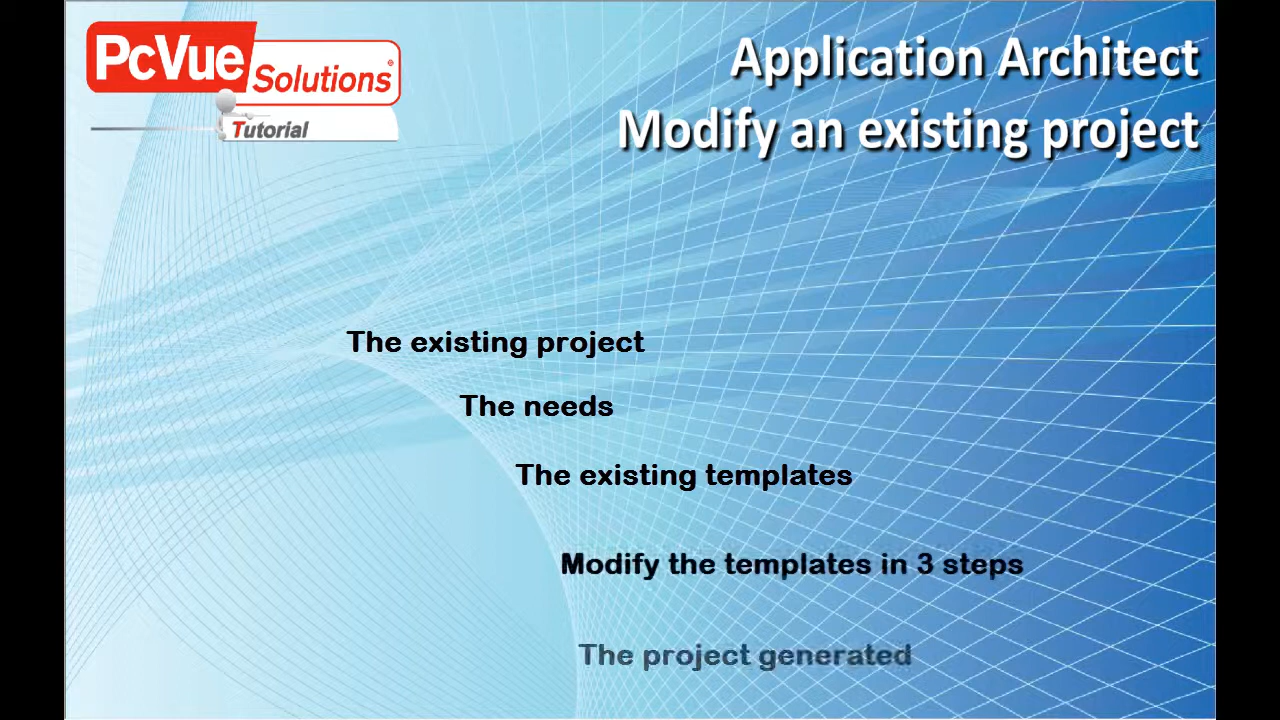 PcVue
Solutions®
Tutorial
Application Architect
Modify an existing project
The existing project
The needs
The existing templates
Modify the templates in 3 steps
The project generated